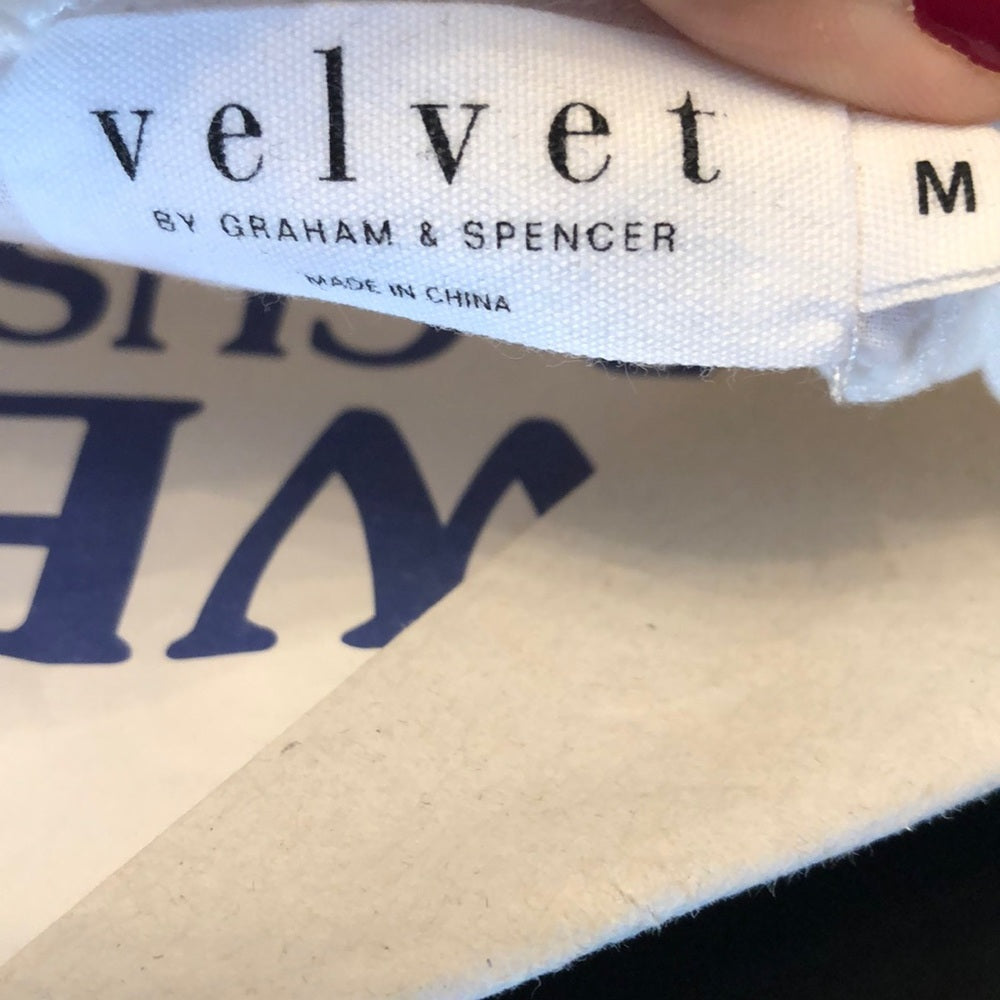 velvet
M
BY GRAHAM & SPENCER
MADE IN CHINA